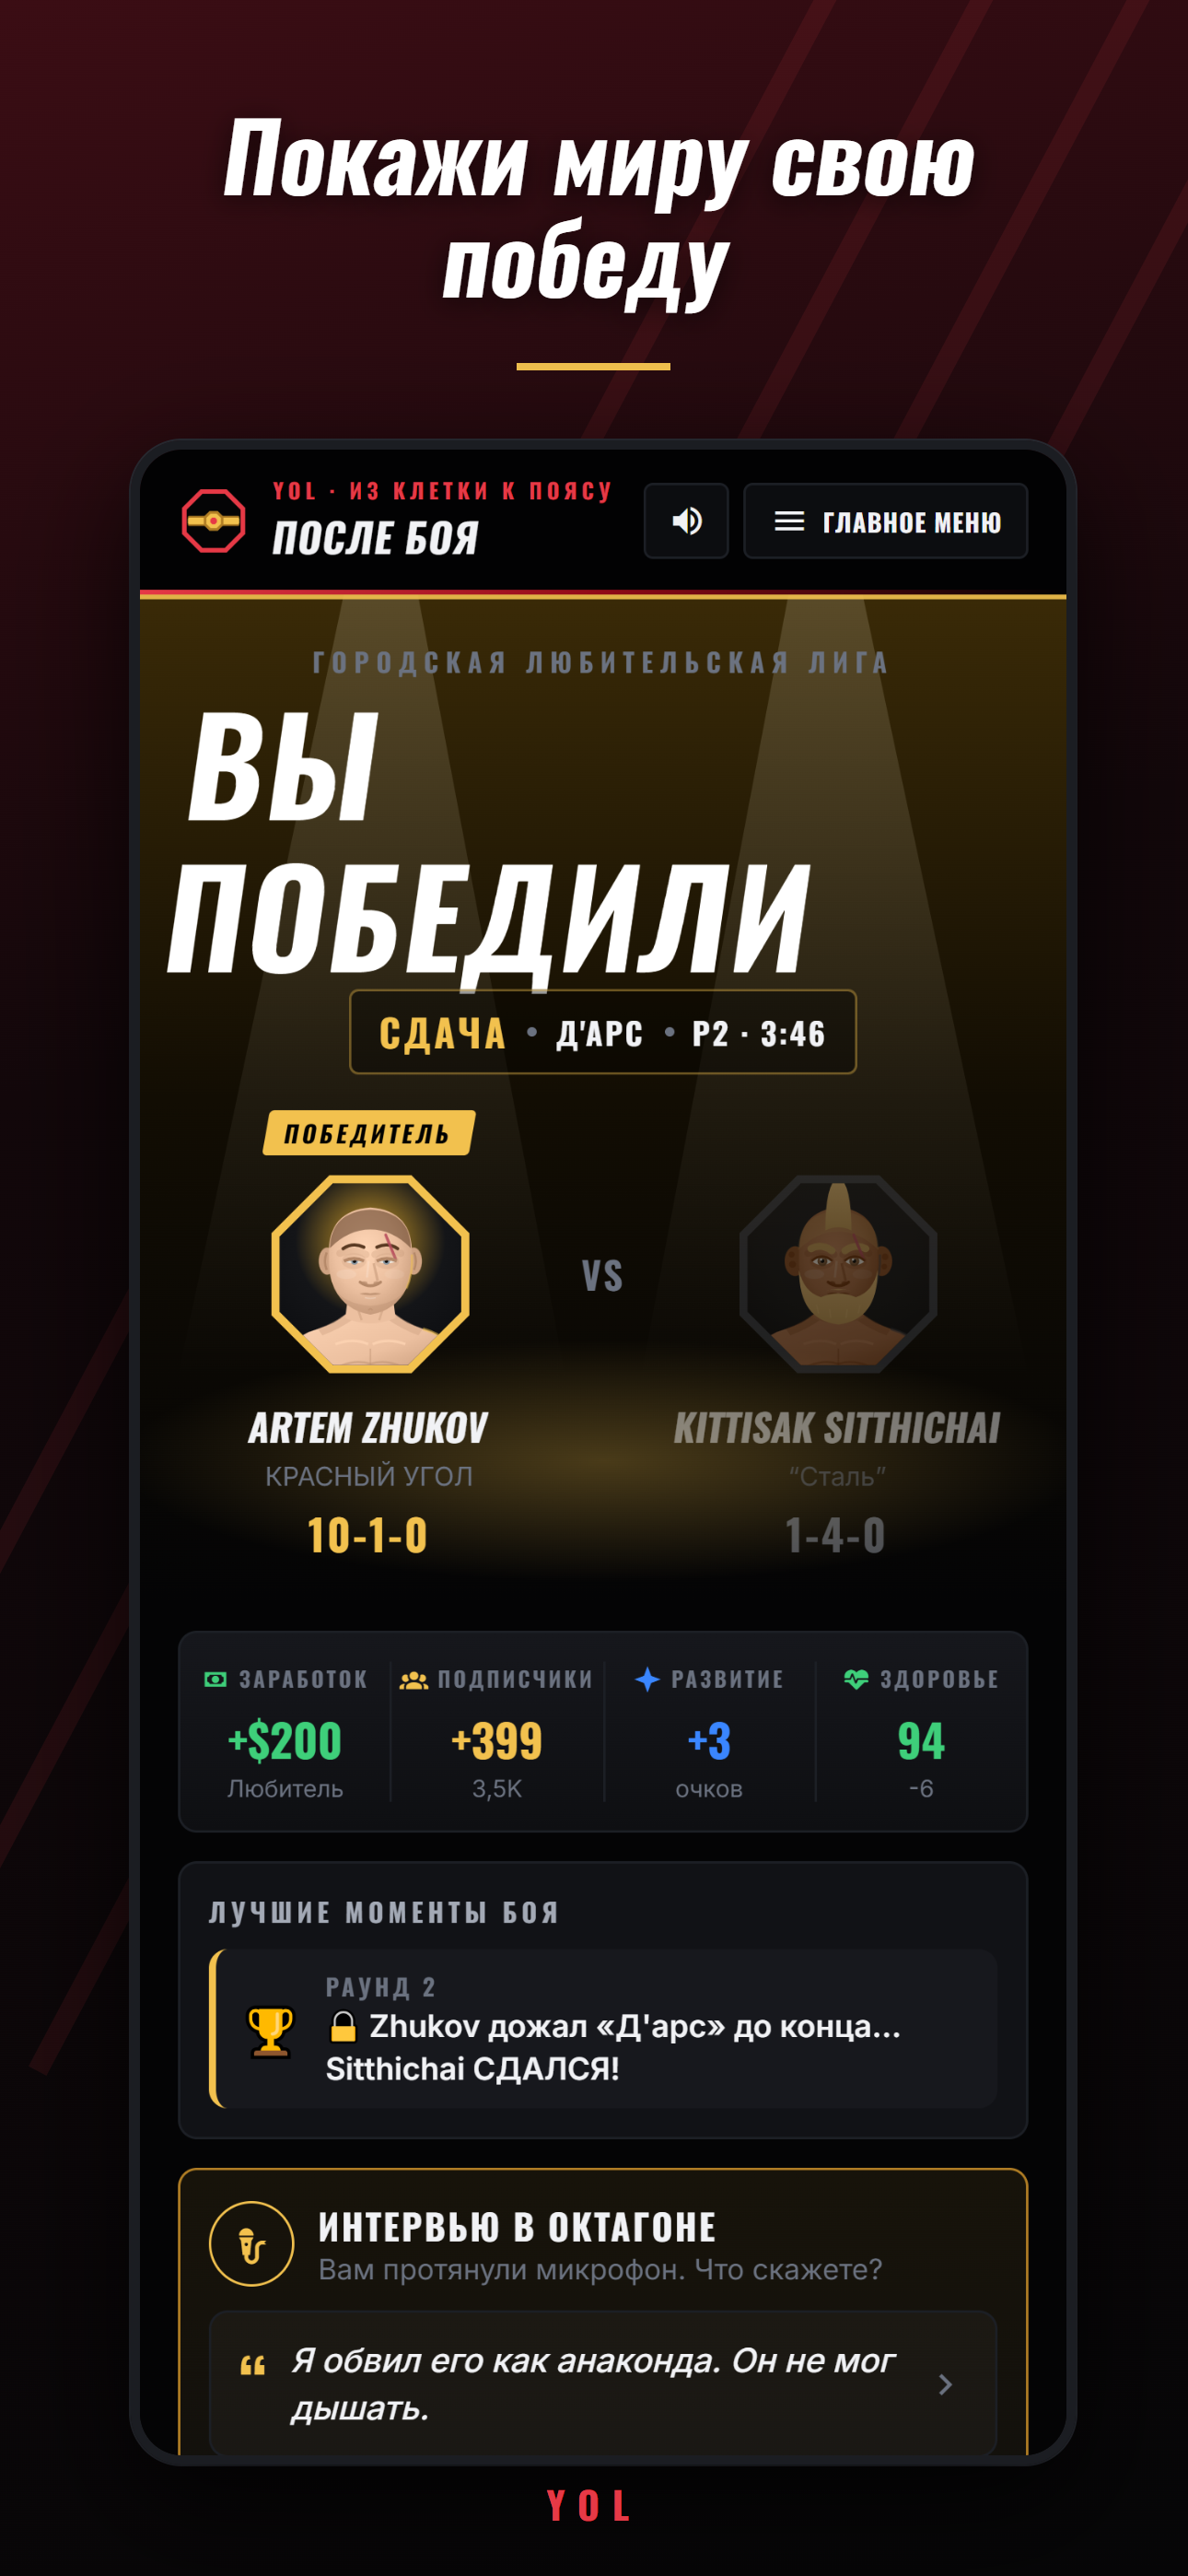 Покажи миру свою
победу
YOL · ИЗ КЛЕТКИ К ПОЯСУ
ПОСЛЕ БОЯ
ГЛАВНОЕ МЕНЮ
ГОРОДСКАЯ ЛЮБИТЕЛЬСКАЯ ЛИГА
ВЫ
ПОБЕДИЛИ
СДАЧА • Д'АРС • Р2 · 3:46
ПОБЕДИТЕЛЬ
VS
ARTEM ZHUKOV
KITTISAK SITTHICHAI
КРАСНЫЙ УГОЛ
“Сталь”
10-1-0
1-4-0
ЗАРАБОТОК
ПОДПИСЧИКИ
РАЗВИТИЕ
ЗДОРОВЬЕ
+$200
+399
+3
94
Любитель
3,5K
очков
-6
ЛУЧШИЕ МОМЕНТЫ БОЯ
РАУНД 2
🔒 Zhukov дожал «Д'арс» до конца...
Sitthichai СДАЛСЯ!
ИНТЕРВЬЮ В ОКТАГОНЕ
Вам протянули микрофон. Что скажете?
“ Я обвил его как анаконда. Он не мог
дышать.
YOL